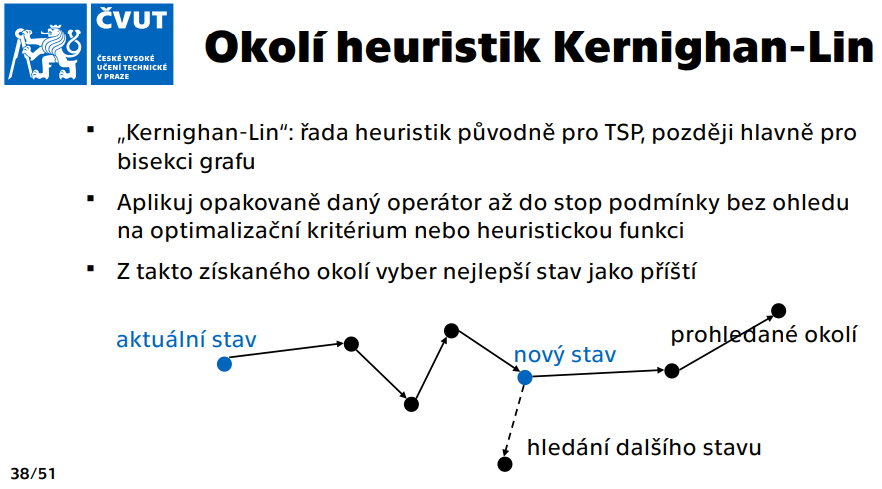 ČVUT
ČESKÉ VYSOKÉ
UČENÍ TECHNICKÉ
V PRAZE
Okolí heuristik Kernighan-Lin
▪ „Kernighan-Lin“: řada heuristik původně pro TSP, později hlavně pro
bisekci grafu
▪ Aplikuj opakovaně daný operátor až do stop podmínky bez ohledu
na optimalizační kritérium nebo heuristickou funkci
▪ Z takto získaného okolí vyber nejlepší stav jako příští
aktuální stav
nový stav
prohledané okolí
hledání dalšího stavu
38/51